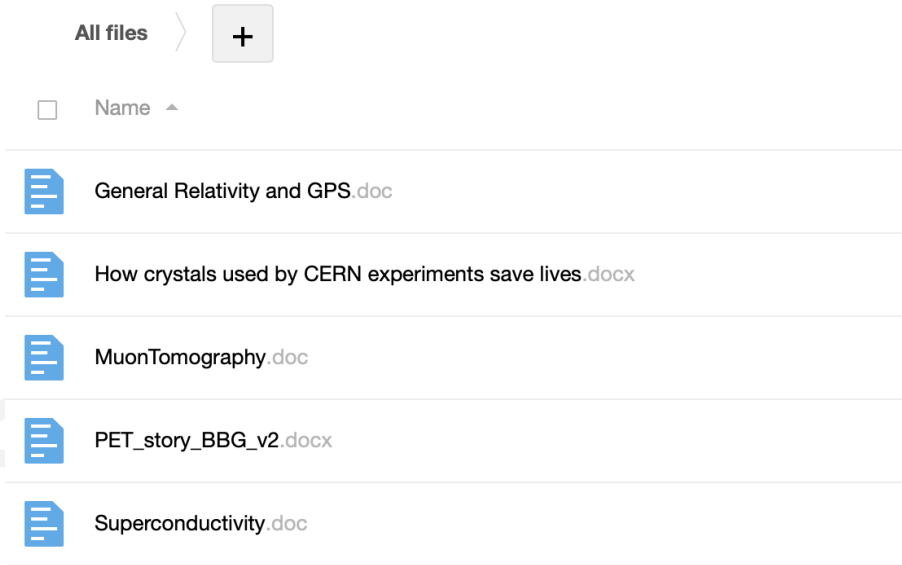 All files
+
Name
General Relativity and GPS.doc
How crystals used by CERN experiments save lives.docx
MuonTomography.doc
PET_story_BBG_v2.docx
Superconductivity.doc